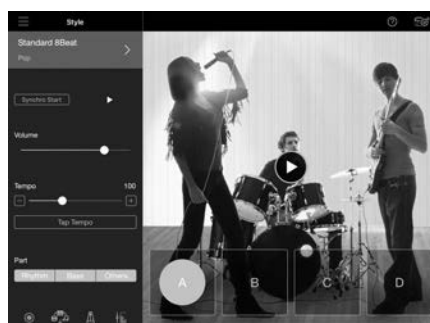 Style
Standard 8Beat
Pop
Synchro Start
Volume
Tempo 100
Tap Tempo
Part
Rhythm Bass Others
A B C D